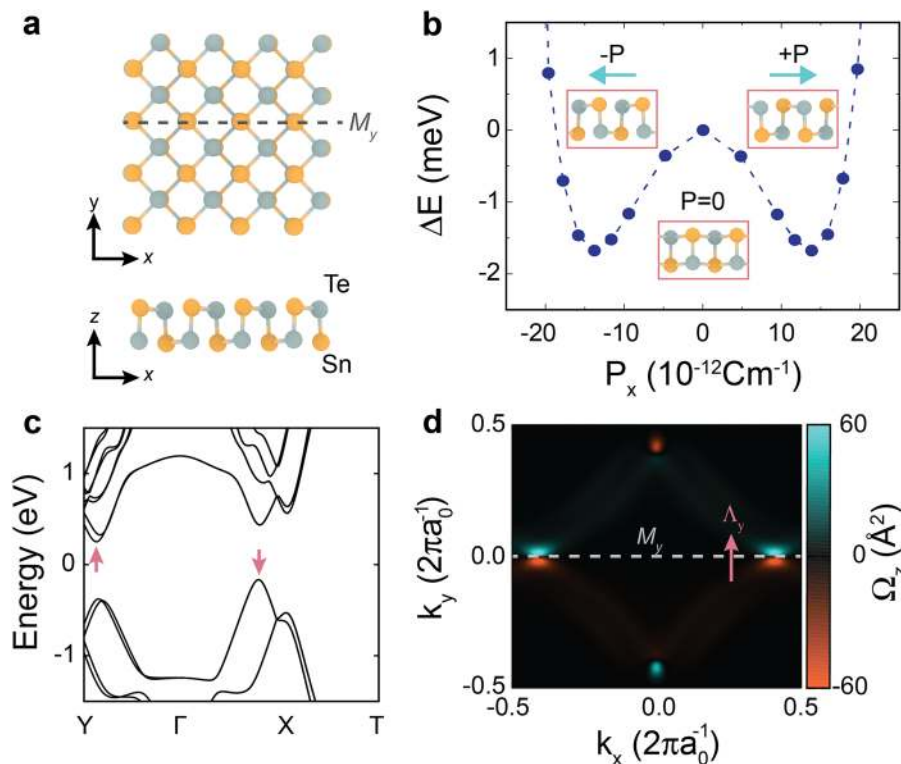 a
M_y
y
x
Te
z
Sn
x
b
-P
+P
P=0
ΔE (meV)
1
0
-1
-2
-20
-10
0
10
20
P_x (10^-12 Cm^-1)
c
Energy (eV)
1
0
-1
Y
Γ
X
T
d
k_y (2πa_0^-1)
0.5
0.0
-0.5
M_y
Λ_y
-0.5
0.0
0.5
k_x (2πa_0^-1)
60
0
-60
Ω_z (Å^2)